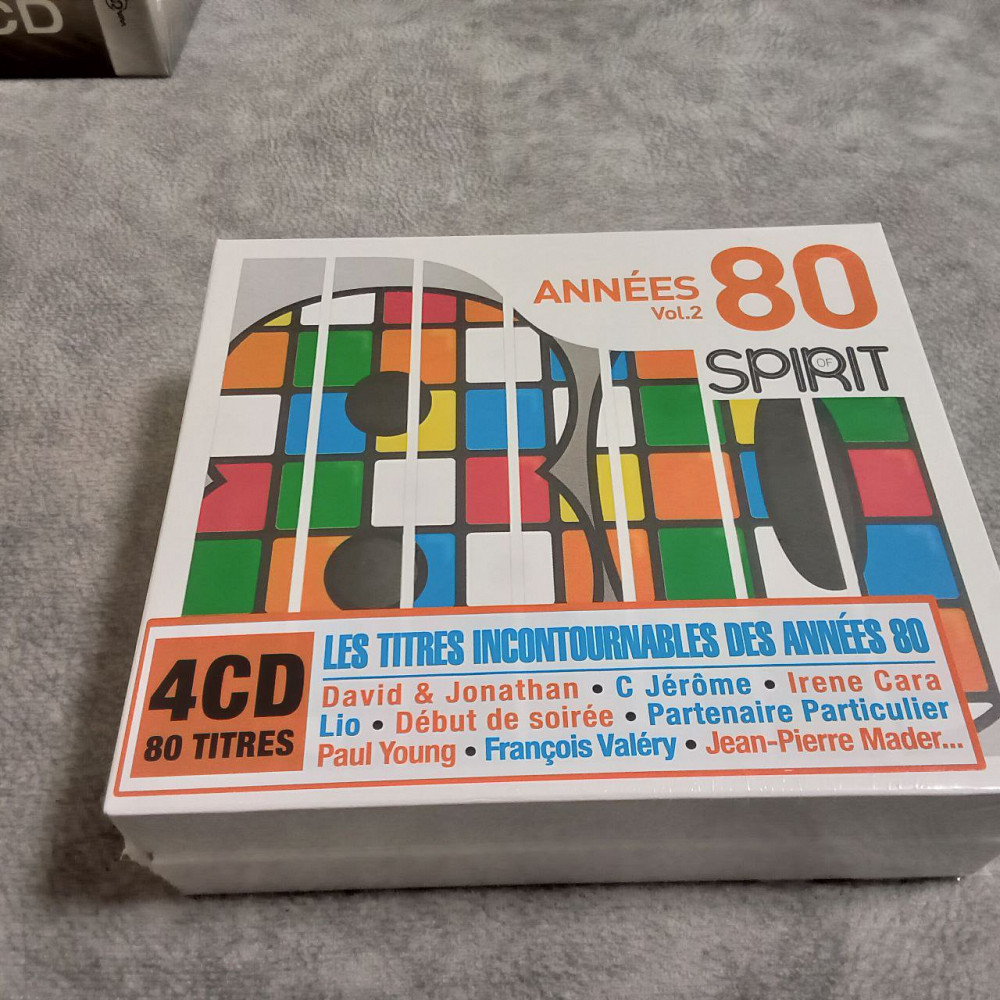 CD
ANNÉES 80
Vol.2
SPIRIT OF
4CD
80 TITRES
LES TITRES INCONTOURNABLES DES ANNÉES 80
David & Jonathan • C Jérôme • Irene Cara
Lio • Début de soirée • Partenaire Particulier
Paul Young • François Valéry • Jean-Pierre Mader...